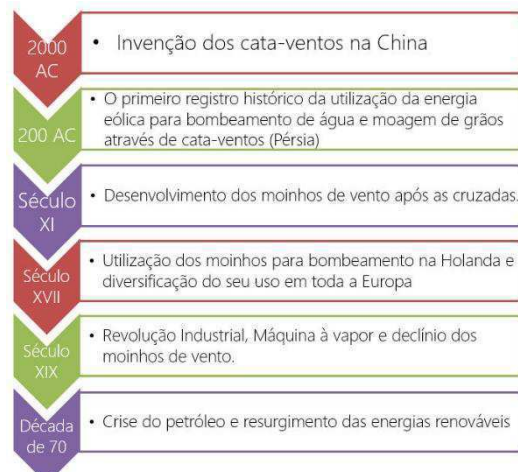 2000
AC
• Invenção dos cata-ventos na China
200 AC
• O primeiro registro histórico da utilização da energia
eólica para bombeamento de água e moagem de grãos
através de cata-ventos (Pérsia)
Século
XI
• Desenvolvimento dos moinhos de vento após as cruzadas.
Século
XVII
• Utilização dos moinhos para bombeamento na Holanda e
diversificação do seu uso em toda a Europa
Século
XIX
• Revolução Industrial, Máquina à vapor e declínio dos
moinhos de vento.
Década
de 70
• Crise do petróleo e resurgimento das energias renováveis